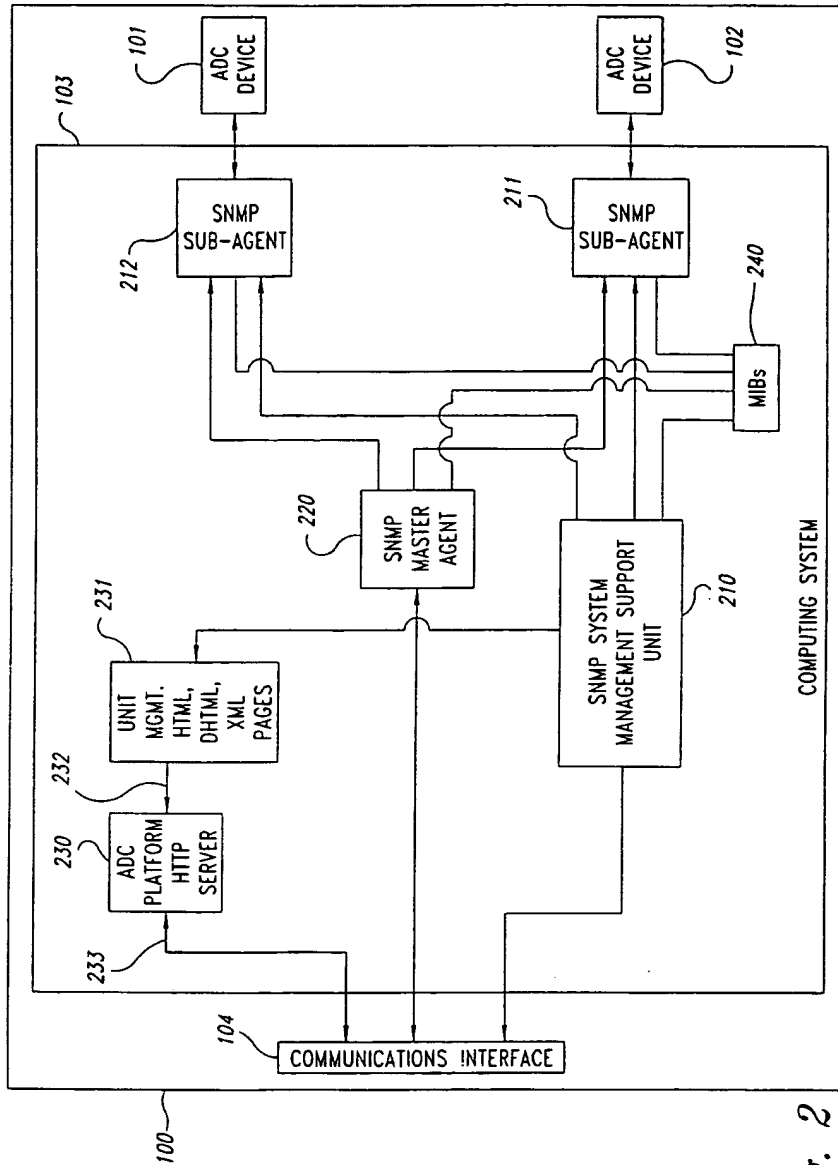 100
103
104
COMMUNICATIONS INTERFACE
233
230
ADC
PLATFORM
HTTP
SERVER
232
231
UNIT
MGMT.
HTML,
DHTML,
XML
PAGES
220
SNMP
MASTER
AGENT
212
SNMP
SUB-AGENT
101
ADC
DEVICE
211
SNMP
SUB-AGENT
102
ADC
DEVICE
240
MIBs
SNMP SYSTEM
MANAGEMENT SUPPORT
UNIT
210
COMPUTING SYSTEM
2